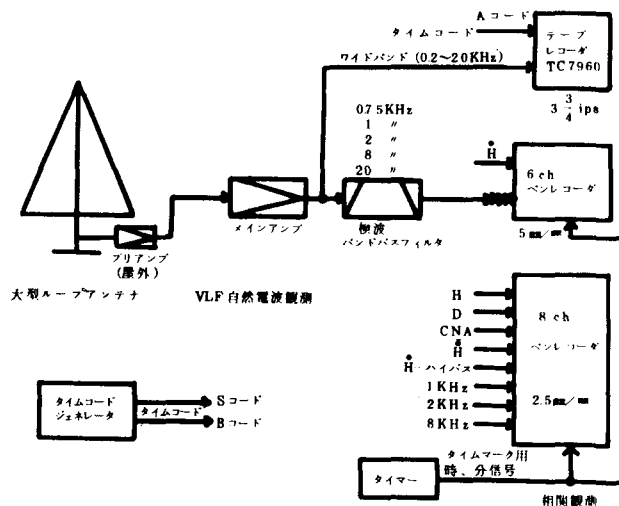 Aコード
タイムコード
テープ
レコーダ
TC7960
ワイドバンド (0.2〜20KHz)
3 3/4 ips
0.75KHz
1 〃
2 〃
8 〃
20 〃
Ḣ
6 ch
ペンレコーダ
5㎜/㎜
メインアンプ
検波
バンドパスフィルタ
プリアンプ
(屋外)
大型ループアンテナ
VLF自然電波観測
H
D
CNA
Ḣ
Ḣ ハイパス
1KHz
2KHz
8KHz
8 ch
ペンレコーダ
2.5㎜/㎜
タイムコード
ジェネレータ
タイムコード
Sコード
Bコード
タイムマーク用
時、分信号
タイマー
相関観測